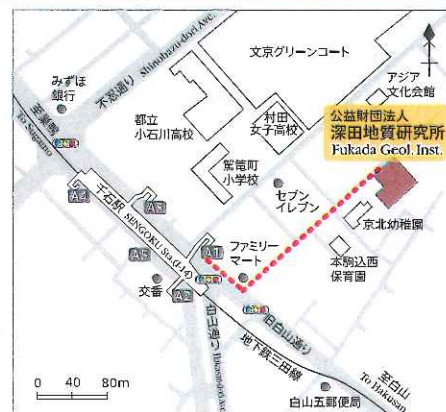 文京グリーンコート
不忍通り Shinobazu-dori Ave.
みずほ
銀行
至巣鴨
To Sugamo
都立
小石川高校
村田
女子高校
アジア
文化会館
公益財団法人
深田地質研究所
Fukada Geol. Inst.
駕籠町
小学校
セブン
イレブン
京北幼稚園
本駒込西
保育園
A4
A3
千石駅 SENGOKU Sta.(I-14)
A5
A1
ファミリー
マート
交番
A2
白山通り Hakusan-dori Ave.
旧白山通り
地下鉄三田線
至白山
To Hakusan
白山五郵便局
0 40 80m